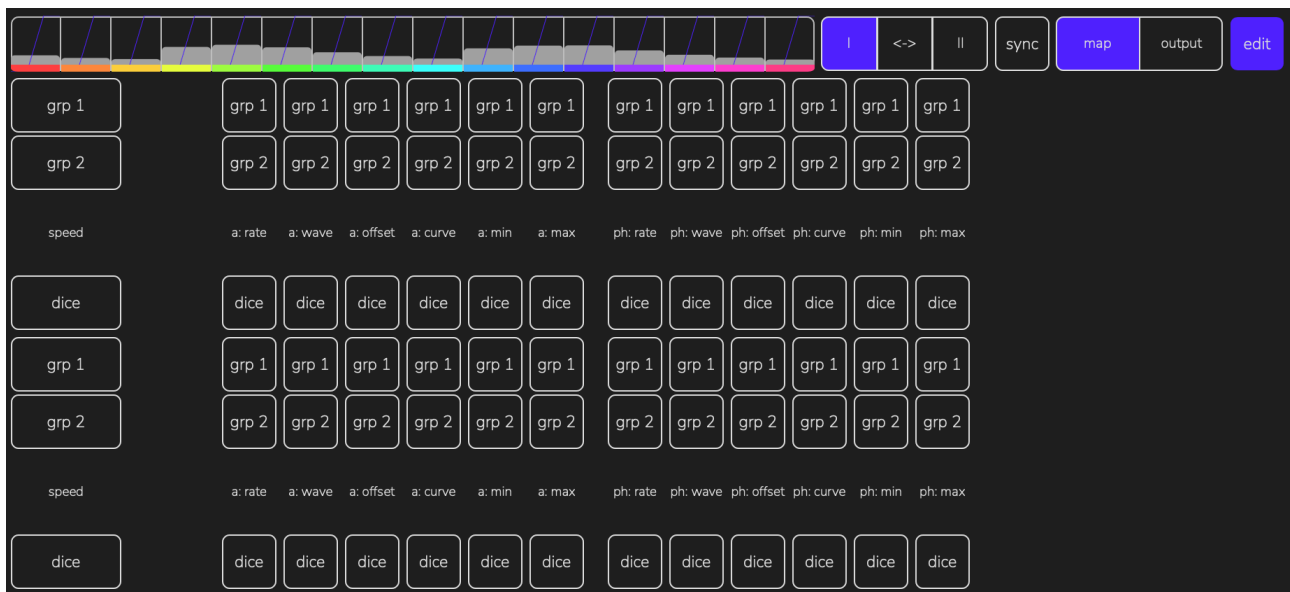 I <-> II sync map output edit
grp 1 grp 1 grp 1 grp 1 grp 1 grp 1 grp 1 grp 1 grp 1 grp 1 grp 1 grp 1 grp 1
grp 2 grp 2 grp 2 grp 2 grp 2 grp 2 grp 2 grp 2 grp 2 grp 2 grp 2 grp 2 grp 2
speed a: rate a: wave a: offset a: curve a: min a: max ph: rate ph: wave ph: offset ph: curve ph: min ph: max
dice dice dice dice dice dice dice dice dice dice dice dice dice
grp 1 grp 1 grp 1 grp 1 grp 1 grp 1 grp 1 grp 1 grp 1 grp 1 grp 1 grp 1 grp 1
grp 2 grp 2 grp 2 grp 2 grp 2 grp 2 grp 2 grp 2 grp 2 grp 2 grp 2 grp 2 grp 2
speed a: rate a: wave a: offset a: curve a: min a: max ph: rate ph: wave ph: offset ph: curve ph: min ph: max
dice dice dice dice dice dice dice dice dice dice dice dice dice